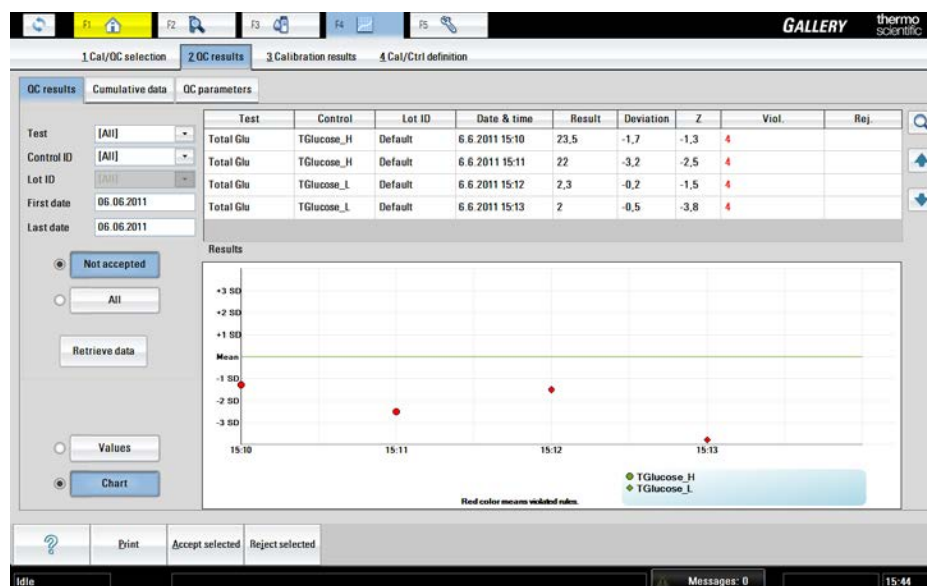 F1 F2 F3 F4 F5 GALLERY thermo
scientific
1 Cal/QC selection 2 QC results 3 Calibration results 4 Cal/Ctrl definition
QC results Cumulative data QC parameters
Test Control Lot ID Date & time Result Deviation Z Viol. Rej.
Total Glu TGlucose_H Default 6.6.2011 15:10 23,5 -1,7 -1,3 4
Total Glu TGlucose_H Default 6.6.2011 15:11 22 -3,2 -2,5 4
Total Glu TGlucose_L Default 6.6.2011 15:12 2,3 -0,2 -1,5 4
Total Glu TGlucose_L Default 6.6.2011 15:13 2 -0,5 -3,8 4
Test [All]
Control ID [All]
Lot ID [All]
First date 06.06.2011
Last date 06.06.2011
Not accepted
All
Retrieve data
Values
Chart
Results
+3 SD
+2 SD
+1 SD
Mean
-1 SD
-2 SD
-3 SD
15:10 15:11 15:12 15:13
TGlucose_H
TGlucose_L
Red color means violated rules.
? Print Accept selected Reject selected
Idle Messages: 0 15:44